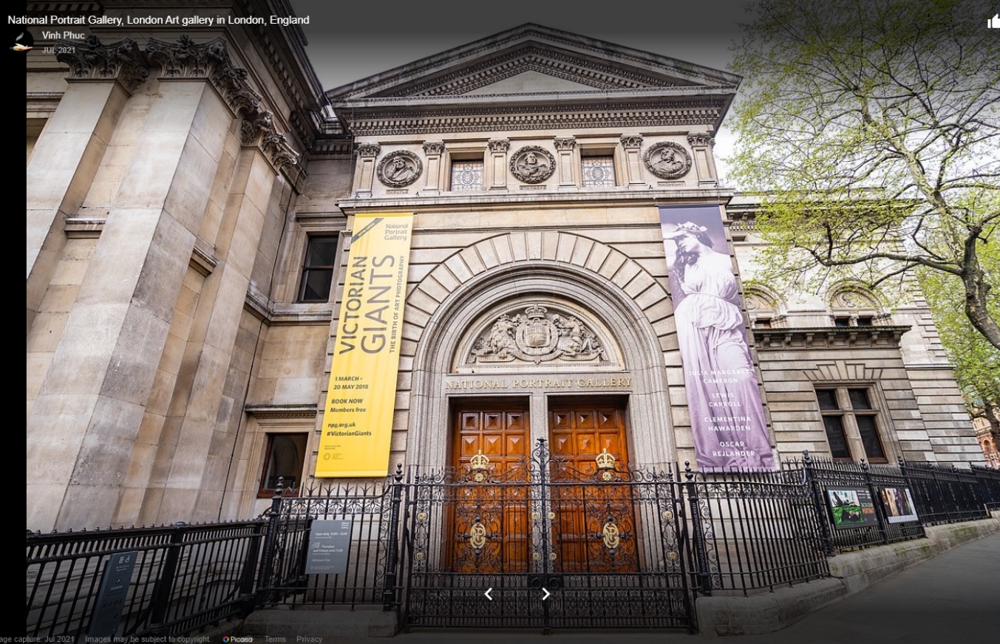 National Portrait Gallery, London Art gallery in London, England
Vinh Phuc
JUL 2021
National
Portrait
Gallery
VICTORIAN
GIANTS
THE BIRTH OF ART PHOTOGRAPHY
1 MARCH –
20 MAY 2018
BOOK NOW
Members free
npg.org.uk
#VictorianGiants
NATIONAL PORTRAIT GALLERY
JULIA MARGARET
CAMERON
LEWIS
CARROLL
CLEMENTINA
HAWARDEN
OSCAR
REJLANDER
PORTRAIT
age capture: Jul 2021 Images may be subject to copyright. Picasa Terms Privacy